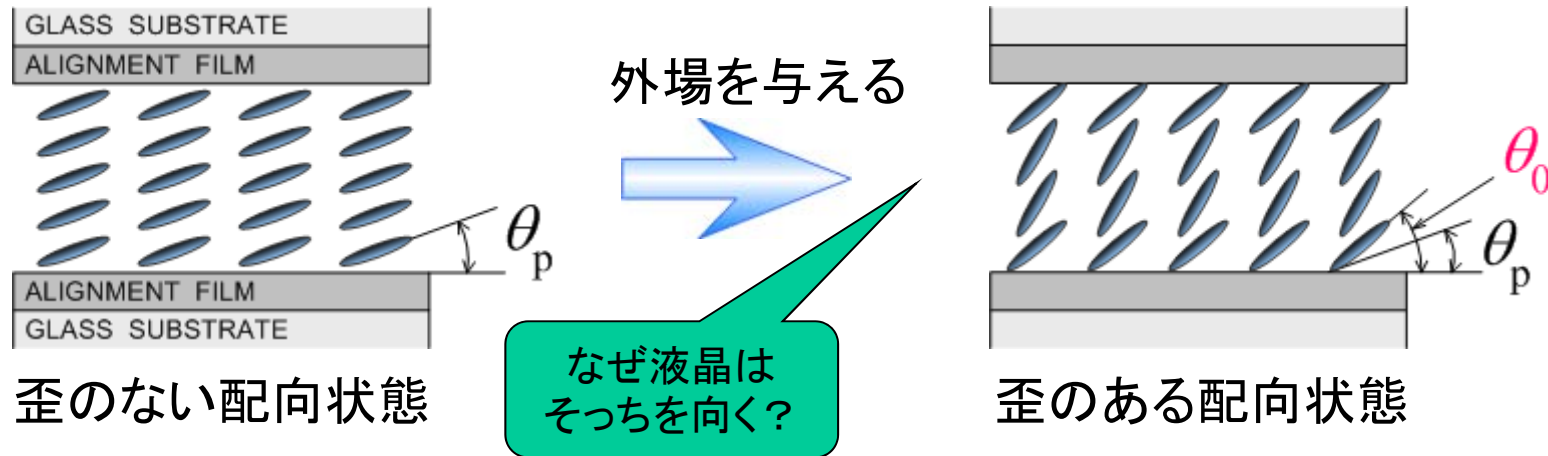 GLASS SUBSTRATE
ALIGNMENT FILM
θp
ALIGNMENT FILM
GLASS SUBSTRATE
歪のない配向状態
外場を与える
なぜ液晶は
そっちを向く?
θ0
θp
歪のある配向状態